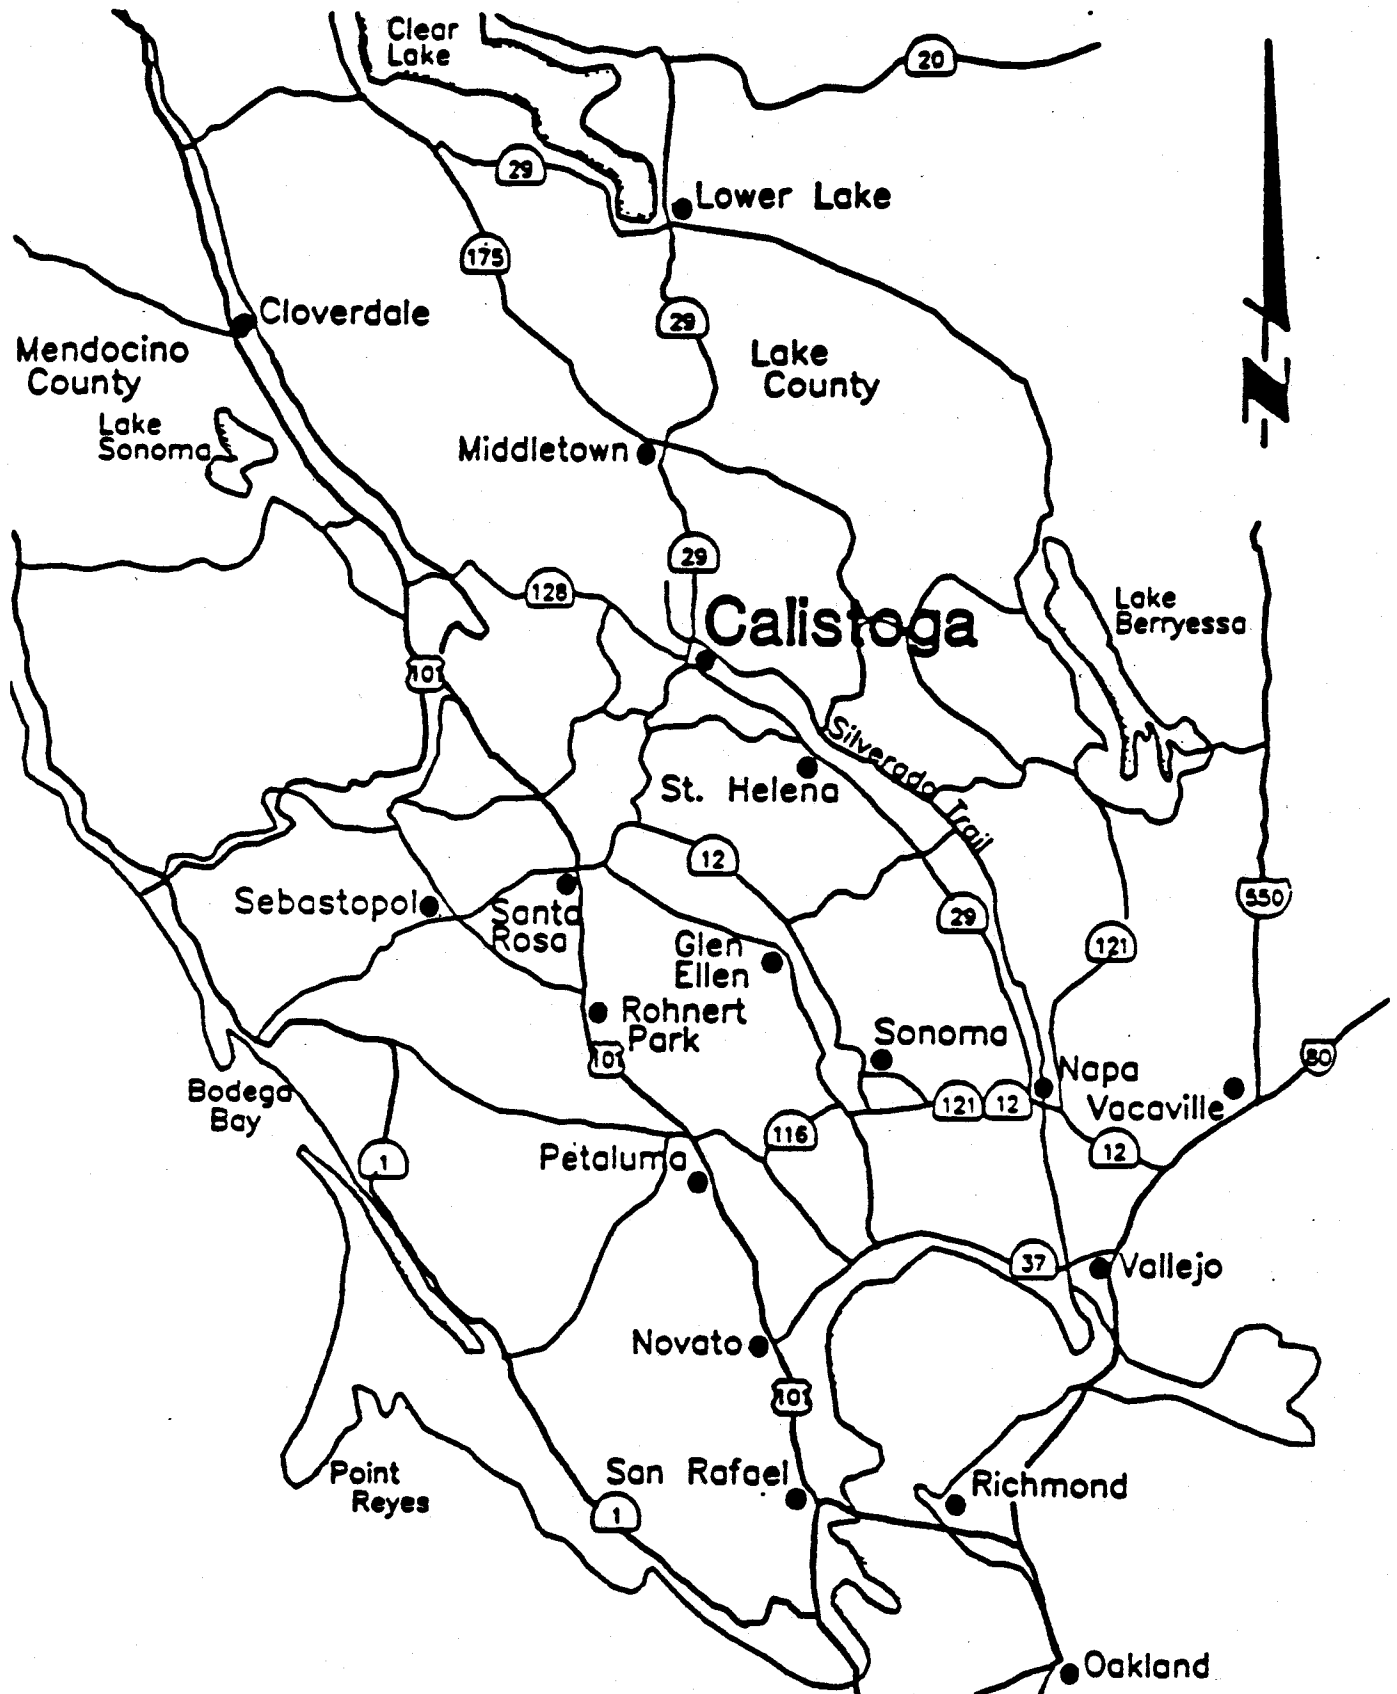 Clear
Lake
20
29
Lower Lake
175
Cloverdale
29
Mendocino
County
Lake
County
N
Lake
Sonoma
Middletown
29
128
Calistoga
Lake
Berryessa
101
Silverado Trail
St. Helena
12
Sebastopol
Santa
Rosa
29
550
121
Glen
Ellen
Rohnert
Park
Sonoma
101
80
Napa
Bodega
Bay
121
12
Vacaville
116
12
Petaluma
1
37
Vallejo
Novato
101
San Rafael
Richmond
Point
Reyes
1
Oakland